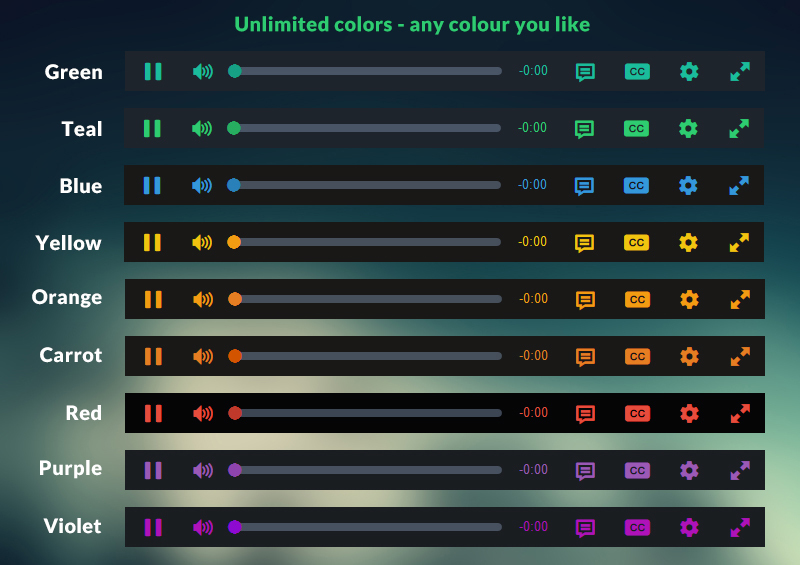 Unlimited colors - any colour you like
Green -0:00 CC
Teal -0:00 CC
Blue -0:00 CC
Yellow -0:00 CC
Orange -0:00 CC
Carrot -0:00 CC
Red -0:00 CC
Purple -0:00 CC
Violet -0:00 CC